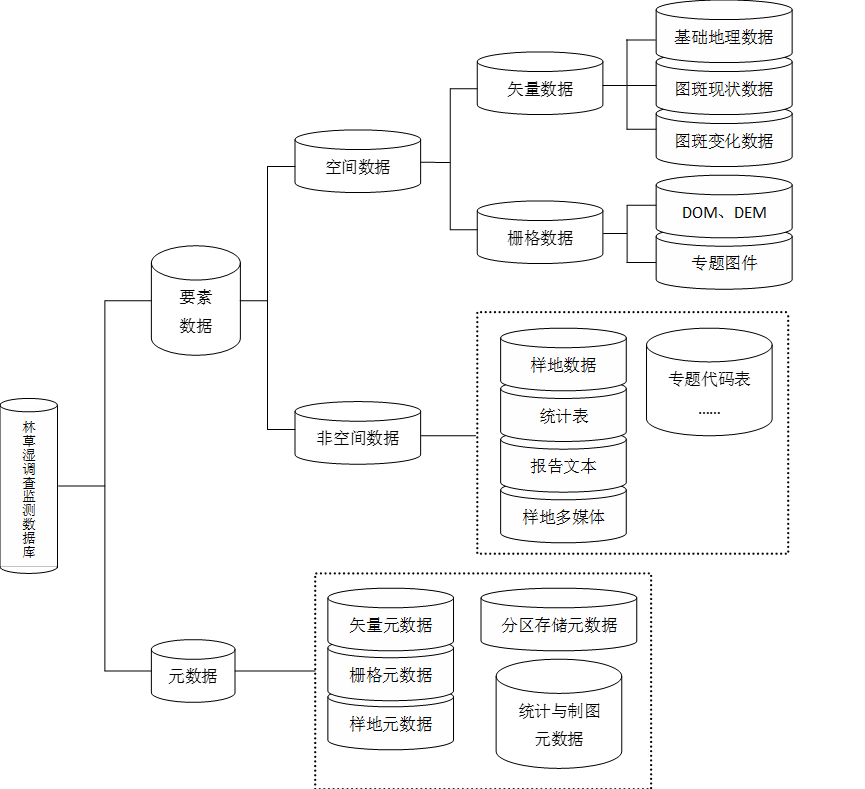 林草湿调查监测数据库
要素
数据
元数据
空间数据
非空间数据
矢量数据
栅格数据
基础地理数据
图斑现状数据
图斑变化数据
DOM、DEM
专题图件
样地数据
统计表
报告文本
样地多媒体
专题代码表
......
矢量元数据
栅格元数据
样地元数据
分区存储元数据
统计与制图
元数据